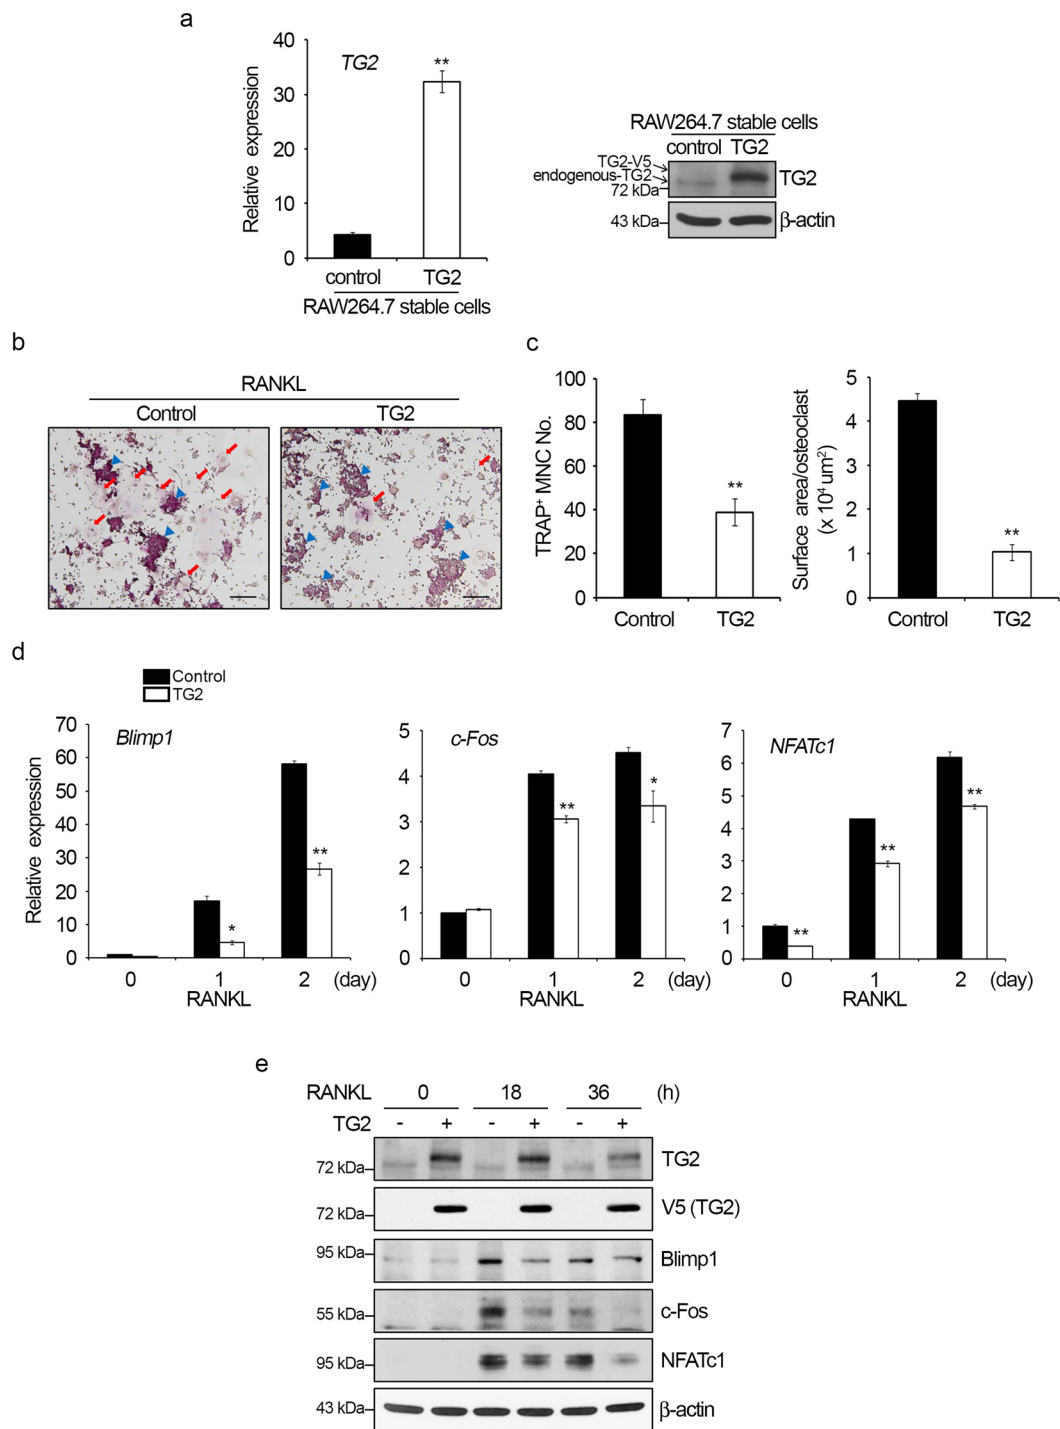 a
40
30
20
10
0
Relative expression
TG2
**
control TG2
RAW264.7 stable cells
RAW264.7 stable cells
control TG2
TG2-V5
endogenous-TG2
72 kDa
TG2
43 kDa
β-actin
b
RANKL
Control TG2
c
100
80
60
40
20
0
TRAP⁺ MNC No.
**
Control TG2
5
4
3
2
1
0
Surface area/osteoclast
(x 10⁴ um²)
**
Control TG2
d
Control
TG2
70
60
50
40
30
20
10
0
Relative expression
Blimp1
*
**
0 1 2 (day)
RANKL
5
4
3
2
1
0
c-Fos
**
*
0 1 2 (day)
RANKL
7
6
5
4
3
2
1
0
NFATc1
**
**
**
0 1 2 (day)
RANKL
e
RANKL 0 18 36 (h)
TG2 - + - + - +
72 kDa TG2
72 kDa V5 (TG2)
95 kDa Blimp1
55 kDa c-Fos
95 kDa NFATc1
43 kDa β-actin